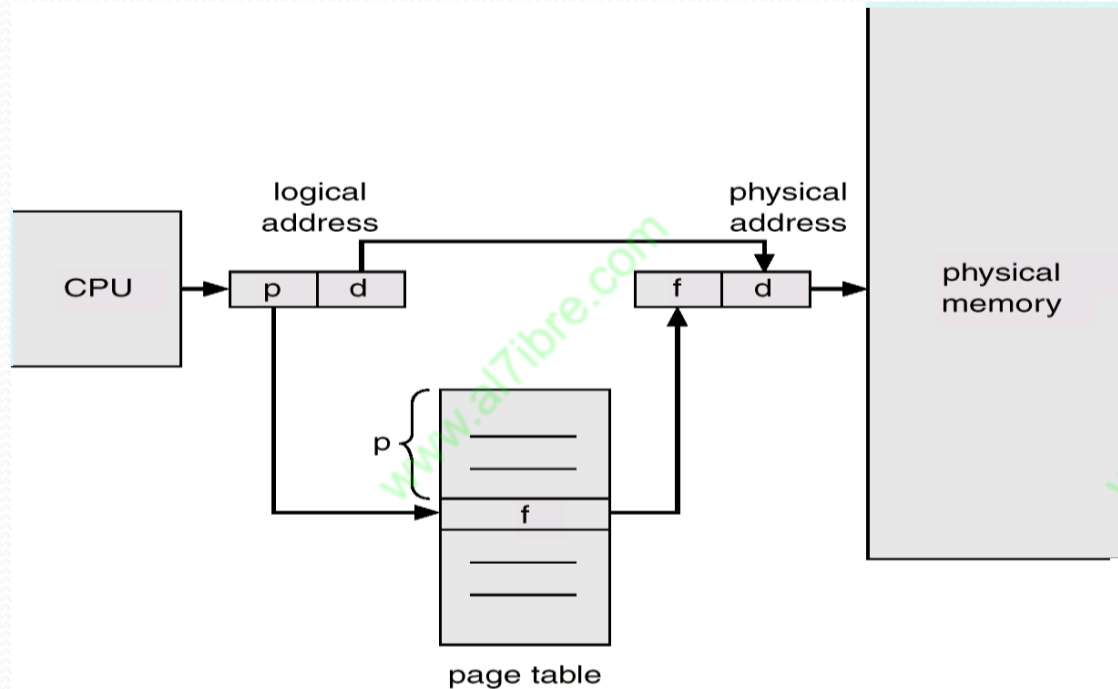 logical
address
physical
address
CPU
p
d
f
d
physical
memory
p
f
page table
www.al7ibre.com